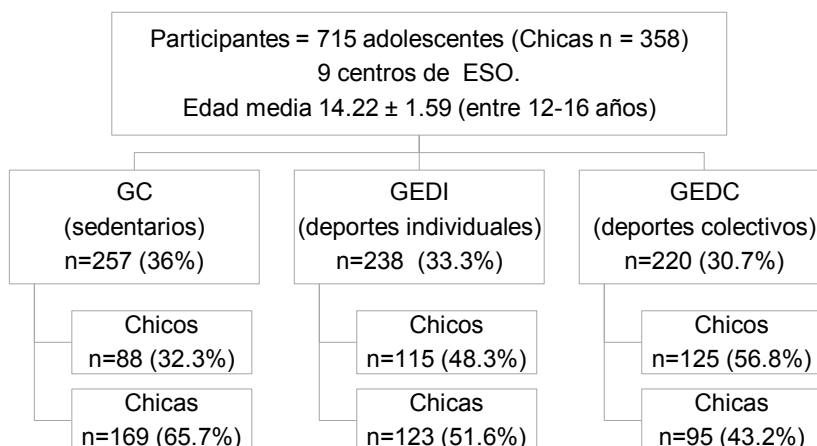 Participantes = 715 adolescentes (Chicas n = 358)
9 centros de ESO.
Edad media 14.22 ± 1.59 (entre 12-16 años)
GC
(sedentarios)
n=257 (36%)
GEDI
(deportes individuales)
n=238 (33.3%)
GEDC
(deportes colectivos)
n=220 (30.7%)
Chicos
n=88 (32.3%)
Chicos
n=115 (48.3%)
Chicos
n=125 (56.8%)
Chicas
n=169 (65.7%)
Chicas
n=123 (51.6%)
Chicas
n=95 (43.2%)